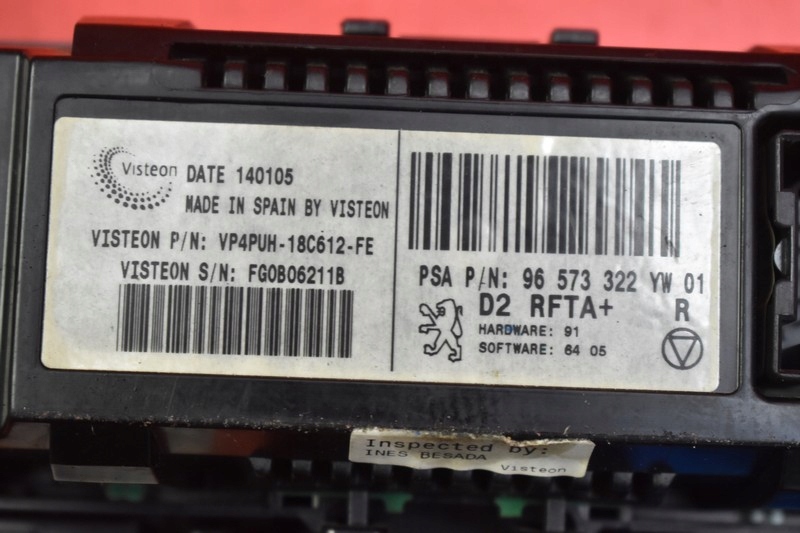 Visteon
DATE 140105
MADE IN SPAIN BY VISTEON
VISTEON P/N: VP4PUH-18C612-FE
VISTEON S/N: FG0B06211B
PSA P/N: 96 573 322 YW 01
D2 RFTA+ R
HARDWARE: 91
SOFTWARE: 64 05
Inspected by:
INES BESADA
Visteon